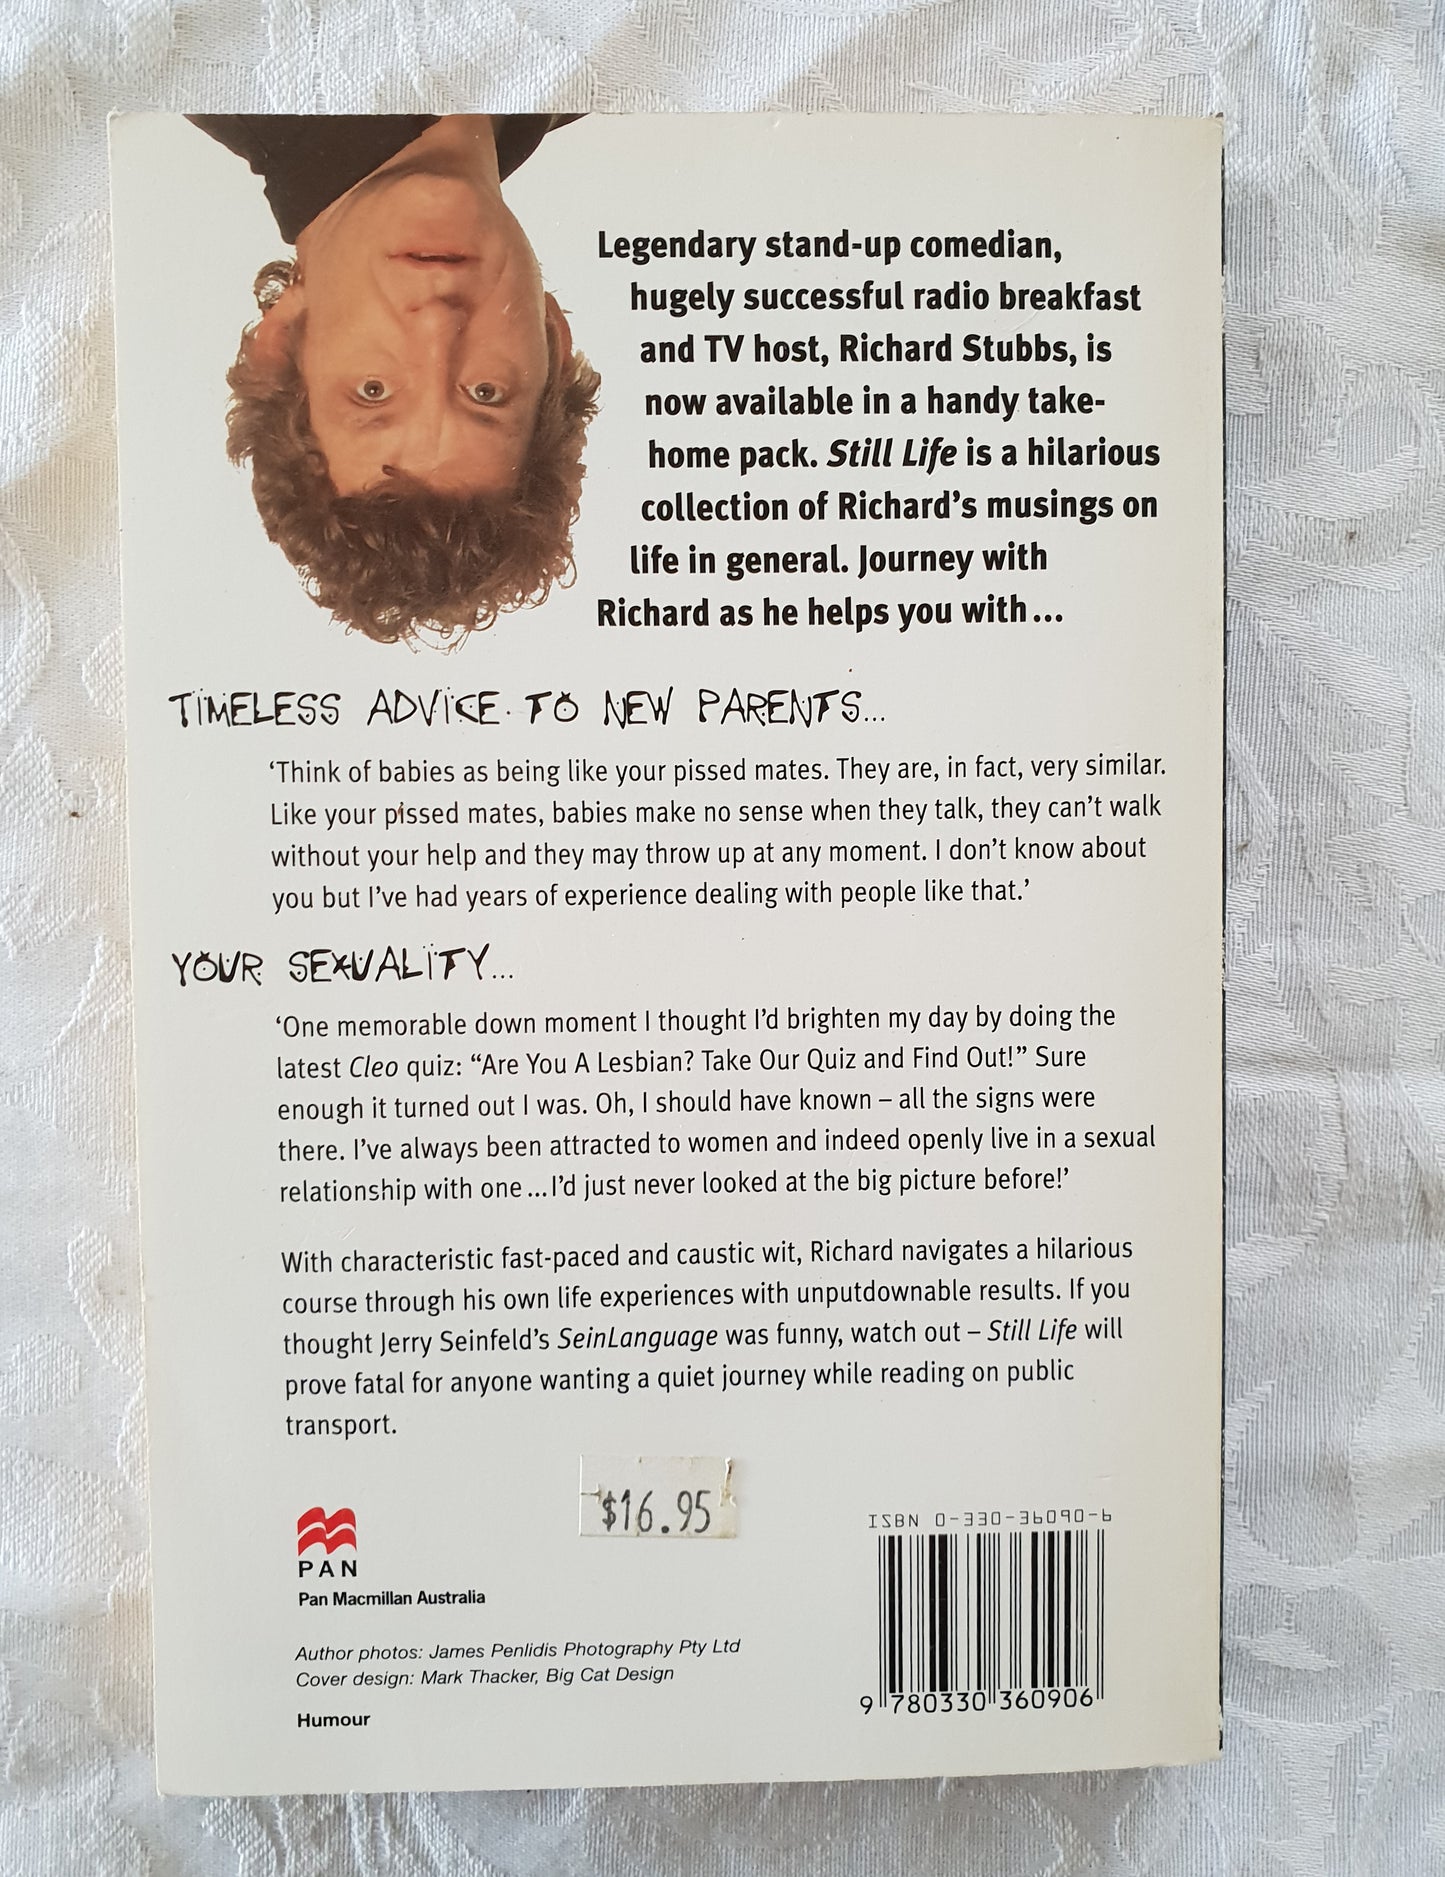 Legendary stand-up comedian,
hugely successful radio breakfast
and TV host, Richard Stubbs, is
now available in a handy take-
home pack. Still Life is a hilarious
collection of Richard's musings on
life in general. Journey with
Richard as he helps you with...
TIMELESS ADVICE TO NEW PARENTS...
'Think of babies as being like your pissed mates. They are, in fact, very similar.
Like your pissed mates, babies make no sense when they talk, they can't walk
without your help and they may throw up at any moment. I don't know about
you but I've had years of experience dealing with people like that.'
YOUR SEXUALITY...
'One memorable down moment I thought I'd brighten my day by doing the
latest Cleo quiz: "Are You A Lesbian? Take Our Quiz and Find Out!" Sure
enough it turned out I was. Oh, I should have known – all the signs were
there. I've always been attracted to women and indeed openly live in a sexual
relationship with one...I'd just never looked at the big picture before!'
With characteristic fast-paced and caustic wit, Richard navigates a hilarious
course through his own life experiences with unputdownable results. If you
thought Jerry Seinfeld's SeinLanguage was funny, watch out – Still Life will
prove fatal for anyone wanting a quiet journey while reading on public
transport.
$16.95
PAN
Pan Macmillan Australia
Author photos: James Penlidis Photography Pty Ltd
Cover design: Mark Thacker, Big Cat Design
Humour
ISBN 0-330-36090-6
9 780330 360906